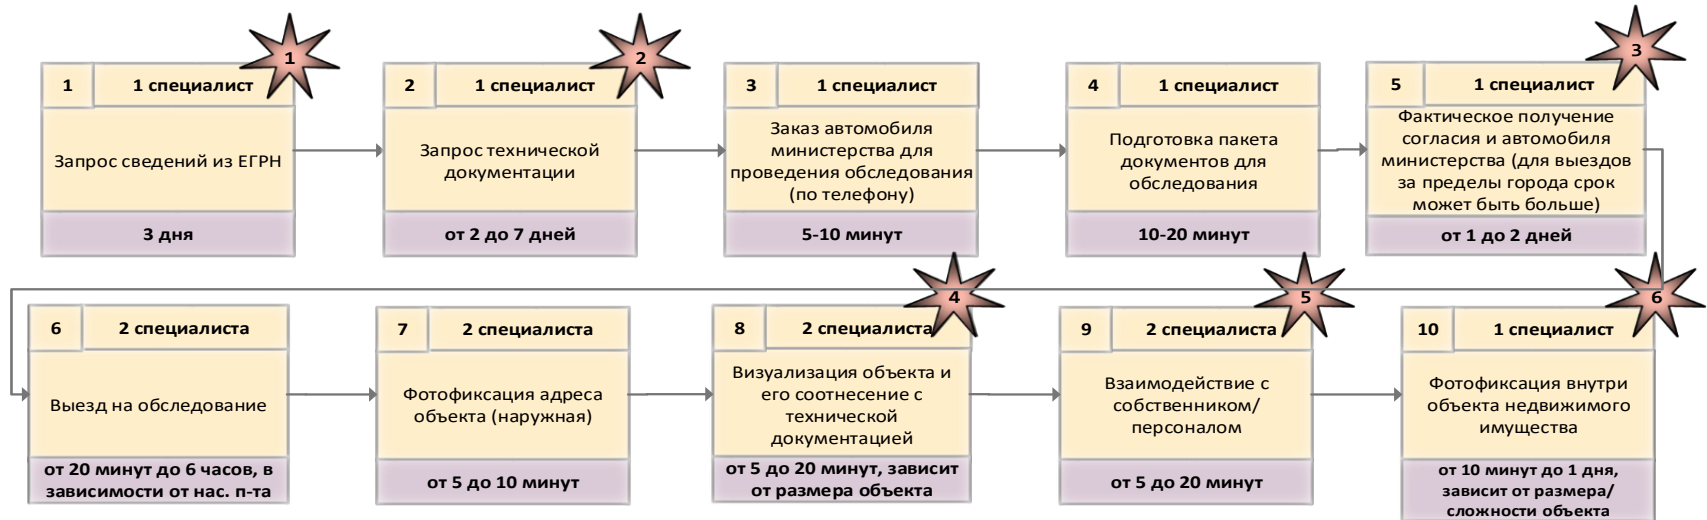 1
1 специалист
1
Запрос сведений из ЕГРН
3 дня
2
1 специалист
2
Запрос технической
документации
от 2 до 7 дней
3
1 специалист
Заказ автомобиля
министерства для
проведения обследования
(по телефону)
5-10 минут
4
1 специалист
Подготовка пакета
документов для
обследования
10-20 минут
5
1 специалист
3
Фактическое получение
согласия и автомобиля
министерства (для выездов
за пределы города срок
может быть больше)
от 1 до 2 дней
6
2 специалиста
Выезд на обследование
от 20 минут до 6 часов, в
зависимости от нас. п-та
7
2 специалиста
Фотофиксация адреса
объекта (наружная)
от 5 до 10 минут
8
2 специалиста
4
Визуализация объекта и
его соотнесение с
технической
документацией
от 5 до 20 минут, зависит
от размера объекта
9
2 специалиста
5
Взаимодействие с
собственником/
персоналом
от 5 до 20 минут
10
1 специалист
6
Фотофиксация внутри
объекта недвижимого
имущества
от 10 минут до 1 дня,
зависит от размера/
сложности объекта